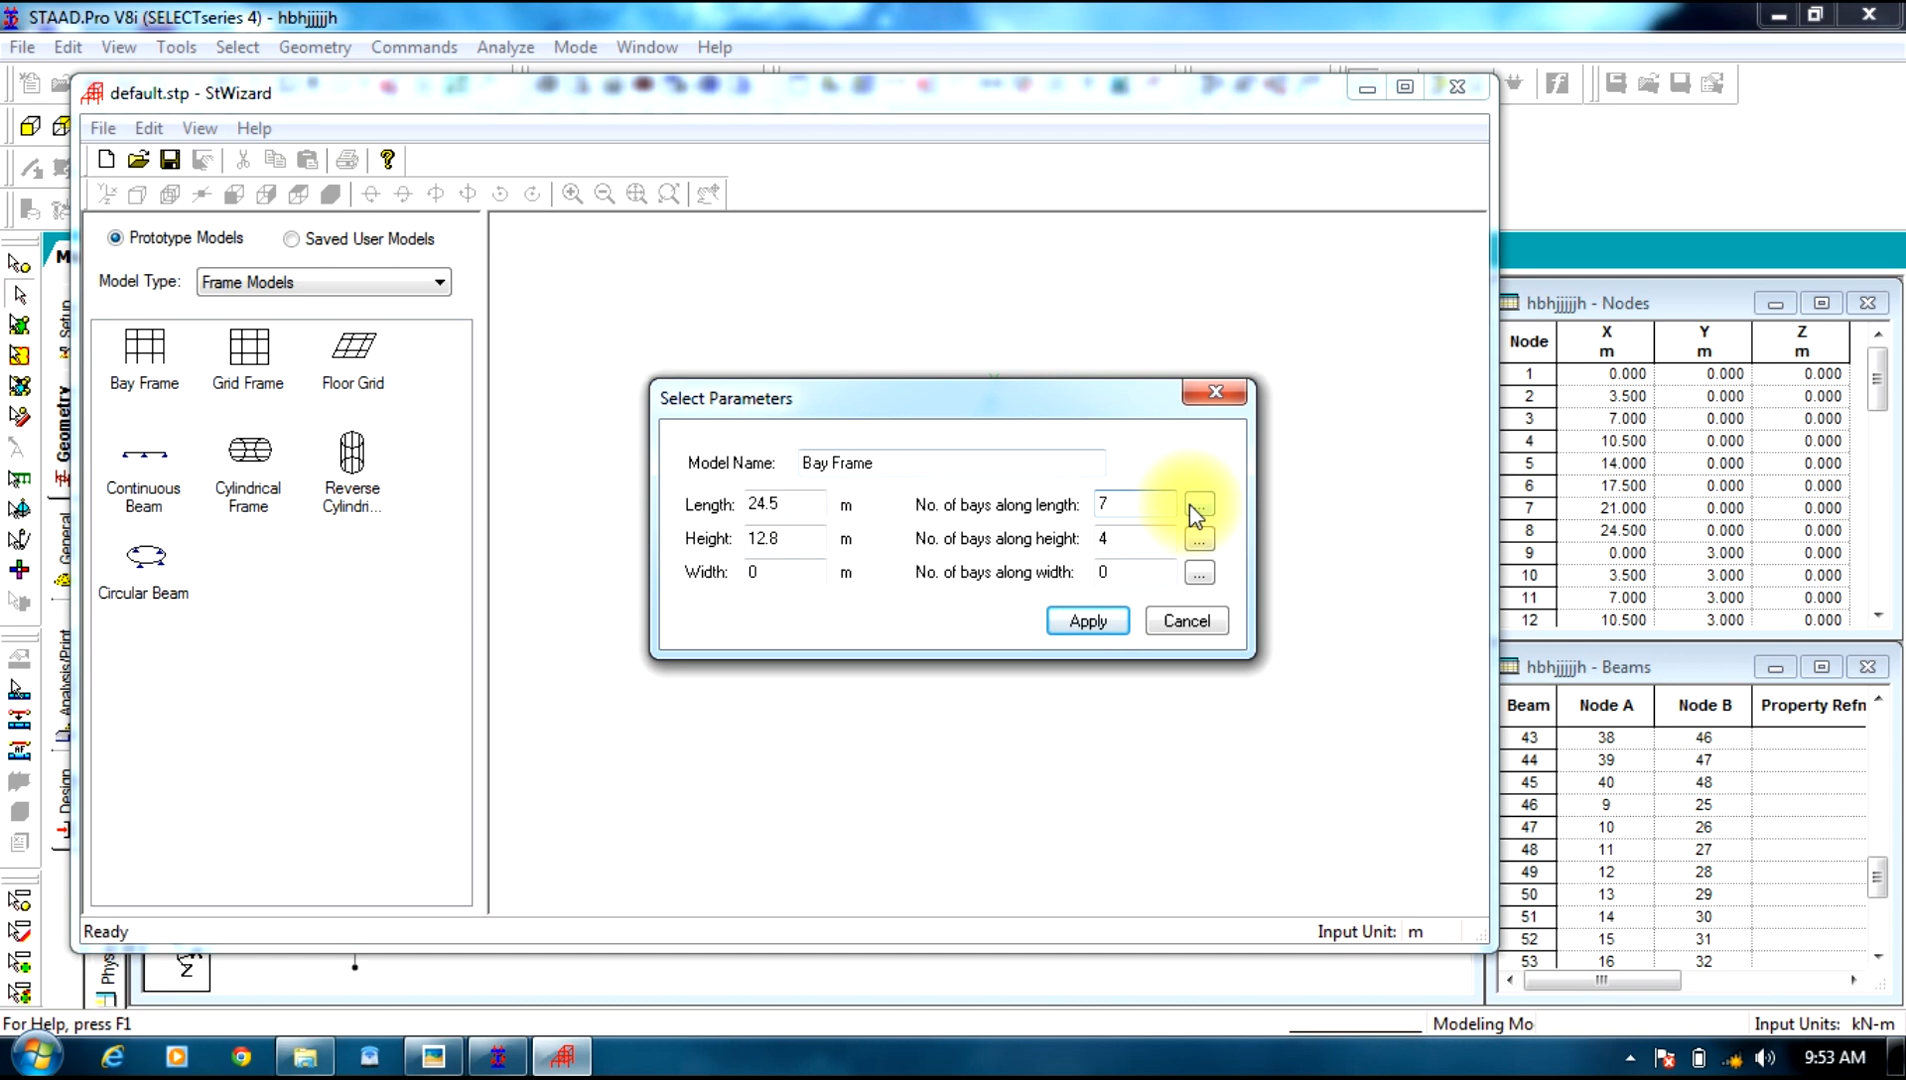 STAAD.Pro V8i (SELECTseries 4) - hbhjjjjjh
File Edit View Tools Select Geometry Commands Analyze Mode Window Help
default.stp - StWizard
File Edit View Help
Prototype Models Saved User Models
Model Type: Frame Models
Bay Frame Grid Frame Floor Grid
Continuous Beam Cylindrical Frame Reverse Cylindri...
Circular Beam
Select Parameters
Model Name: Bay Frame
Length: 24.5 m No. of bays along length: 7 ...
Height: 12.8 m No. of bays along height: 4 ...
Width: 0 m No. of bays along width: 0 ...
Apply Cancel
Ready Input Unit: m
M
Setup
Geometry
General
Analysis/Print
Design
Phys
Z
hbhjjjjjh - Nodes
Node X m Y m Z m
1 0.000 0.000 0.000
2 3.500 0.000 0.000
3 7.000 0.000 0.000
4 10.500 0.000 0.000
5 14.000 0.000 0.000
6 17.500 0.000 0.000
7 21.000 0.000 0.000
8 24.500 0.000 0.000
9 0.000 3.000 0.000
10 3.500 3.000 0.000
11 7.000 3.000 0.000
12 10.500 3.000 0.000
hbhjjjjjh - Beams
Beam Node A Node B Property Refn
43 38 46
44 39 47
45 40 48
46 9 25
47 10 26
48 11 27
49 12 28
50 13 29
51 14 30
52 15 31
53 16 32
For Help, press F1 Modeling Mo Input Units: kN-m
9:53 AM